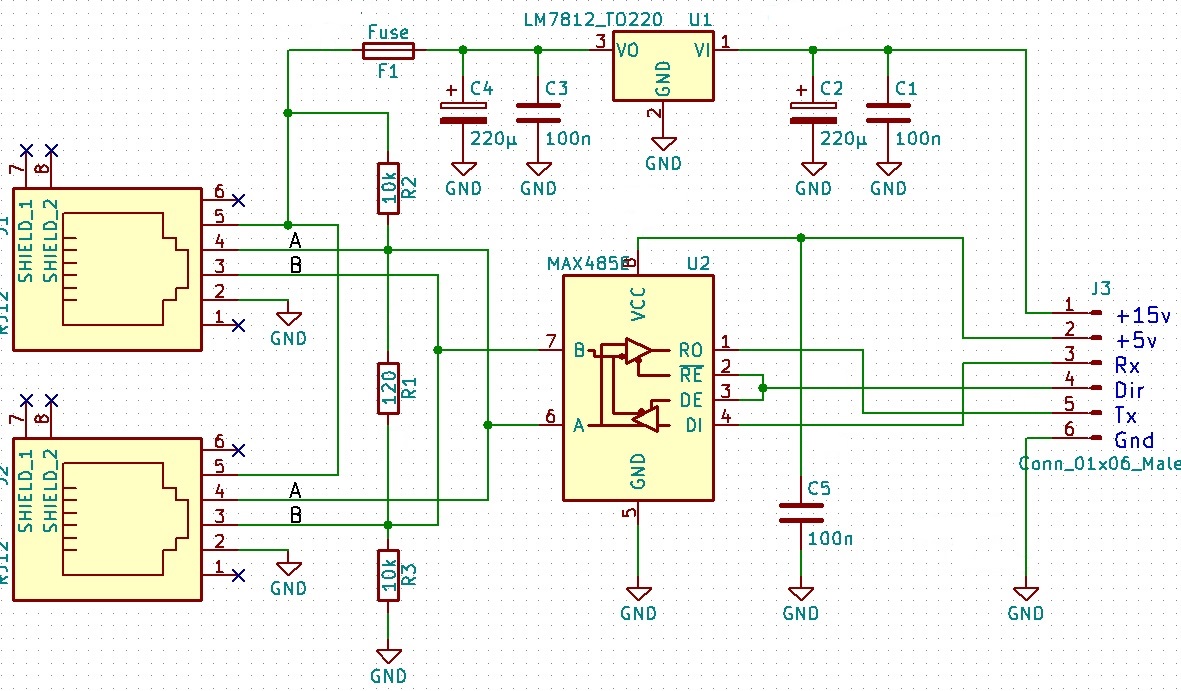 LM7812_TO220 U1
Fuse
F1
3 VO VI 1
GND
2
GND
+ C4
220µ
GND
C3
100n
GND
+ C2
220µ
GND
C1
100n
GND
7 8
SHIELD_1
SHIELD_2
6
5
4
3
2
1
A
B
GND
RJ12
10k
R2
120
R1
10k
R3
GND
MAX485E U2
8
VCC
7 B
6 A
RO 1
RE 2
DE 3
DI 4
GND
5
GND
C5
100n
GND
J3
1 +15v
2 +5v
3 Rx
4 Dir
5 Tx
6 Gnd
Conn_01x06_Male
GND
7 8
J2
SHIELD_1
SHIELD_2
6
5
4
3
2
1
A
B
GND
RJ12